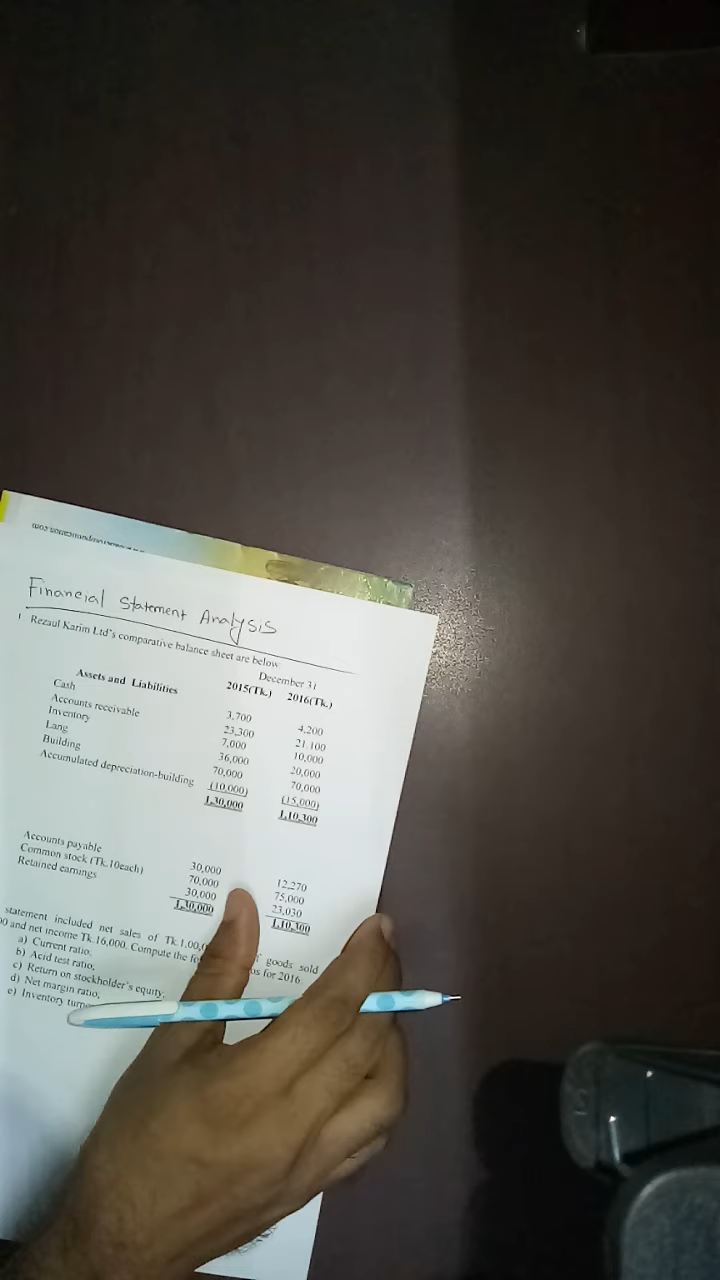 Financial Statement Analysis
1 Rezaul Karim Ltd's comparative balance sheet are below
December 31
Assets and Liabilities 2015(Tk.) 2016(Tk.)
Cash 3,700 4,200
Accounts receivable 23,300 21,100
Inventory 7,000 10,000
Lang 36,000 20,000
Building 70,000 70,000
Accumulated depreciation-building (10,000) (15,000)
1,30,000 1,10,300
Accounts payable 30,000 12,270
Common stock (Tk.10each) 70,000 75,000
Retained earnings 30,000 23,030
1,30,000 1,10,300
statement included net sales of Tk.1,00, goods sold
and net income Tk.16,000. Compute the for 2016
a) Current ratio;
b) Acid test ratio;
c) Return on stockholder's equity;
d) Net margin ratio;
e) Inventory